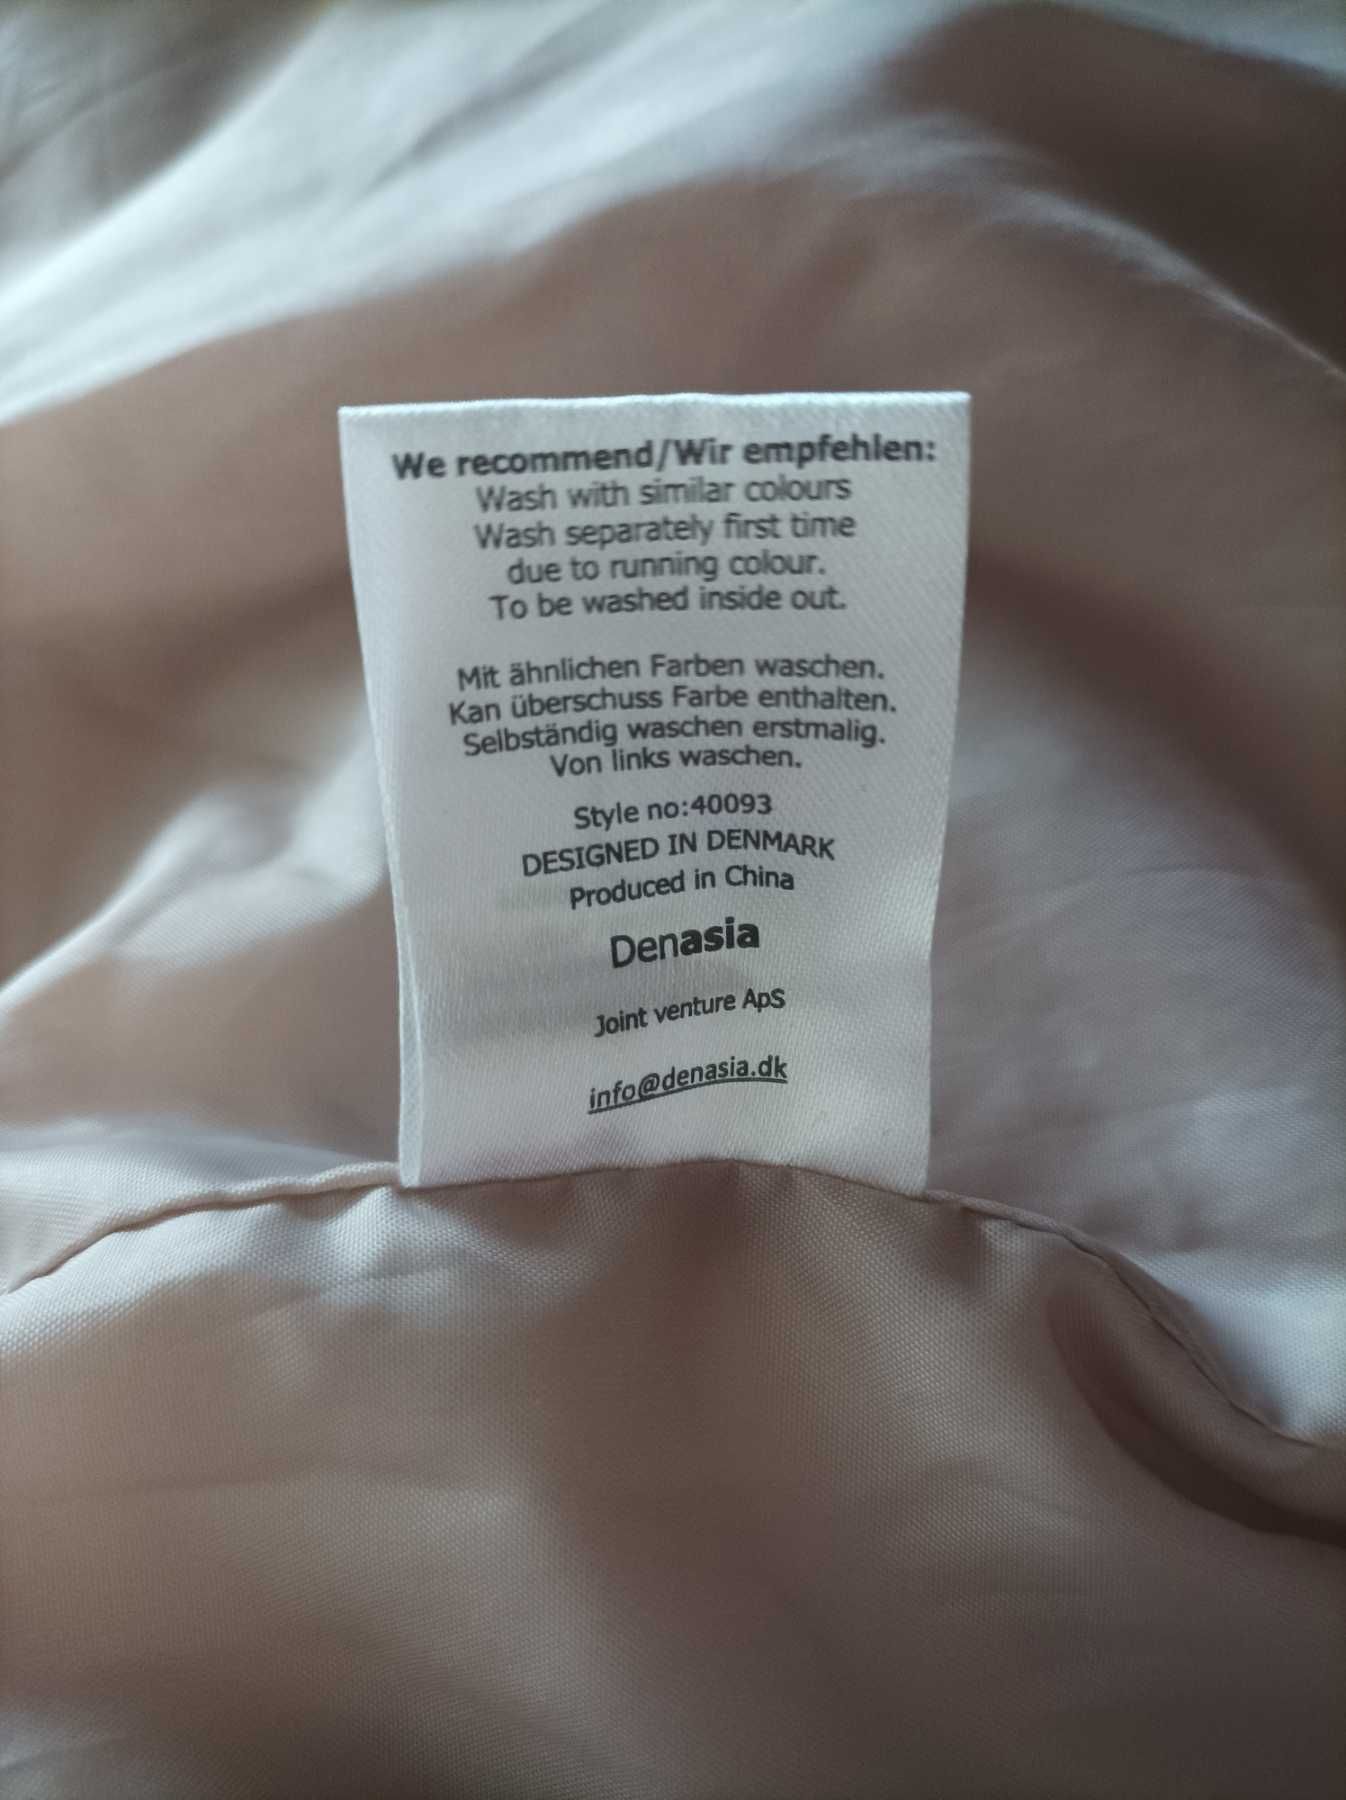 We recommend/Wir empfehlen:
Wash with similar colours
Wash separately first time
due to running colour.
To be washed inside out.
Mit ähnlichen Farben waschen.
Kan überschuss Farbe enthalten.
Selbständig waschen erstmalig.
Von links waschen.
Style no:40093
DESIGNED IN DENMARK
Produced in China
Denasia
Joint venture ApS
info@denasia.dk